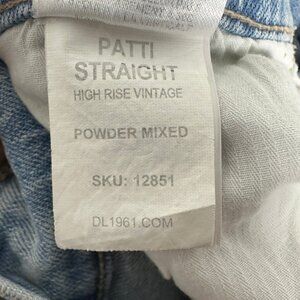 PATTI
STRAIGHT
HIGH RISE VINTAGE
POWDER MIXED
SKU: 12851
DL1961.COM